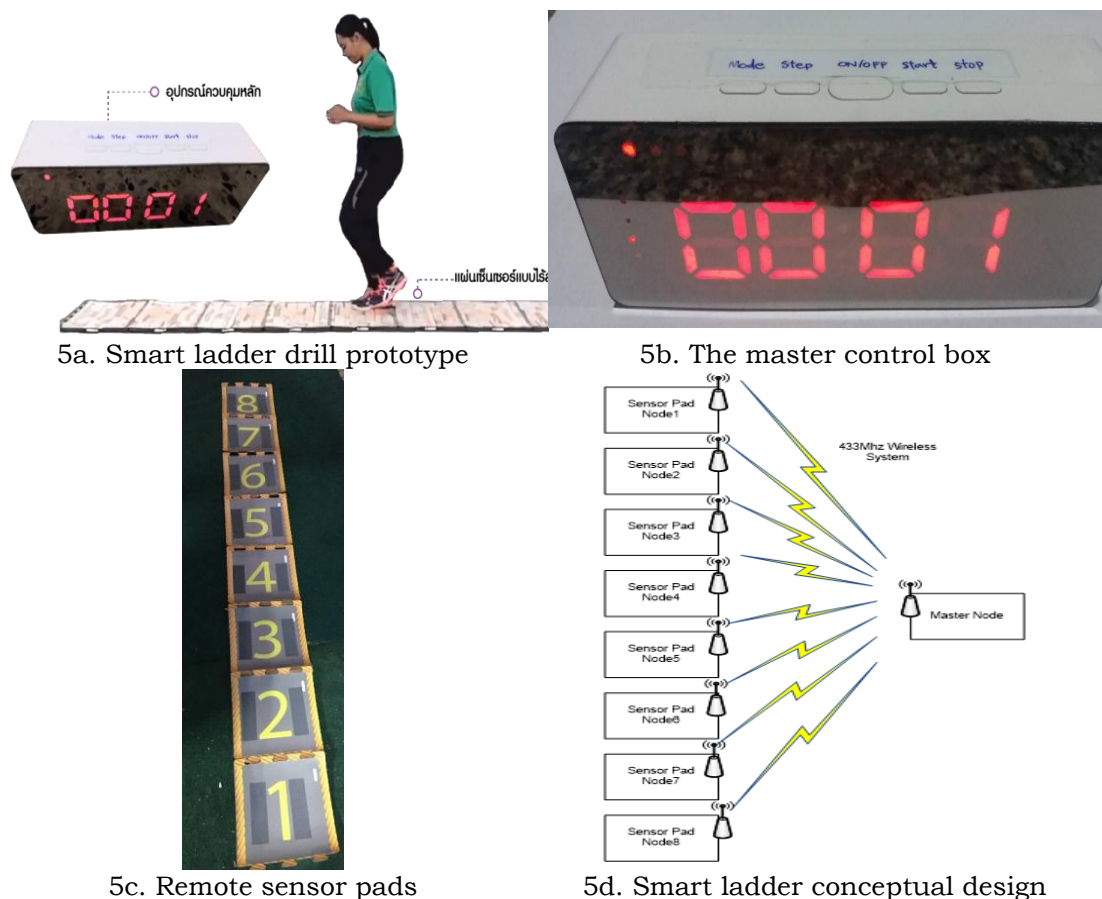 อุปกรณ์ควบคุมหลัก
Mode Step ON/OFF Start Stop
0001
แผ่นเซ็นเซอร์แบบไร้ส
5a. Smart ladder drill prototype
Mode Step ON/OFF Start Stop
0001
5b. The master control box
8
7
6
5
4
3
2
1
5c. Remote sensor pads
Sensor Pad
Node1
Sensor Pad
Node2
Sensor Pad
Node3
Sensor Pad
Node4
Sensor Pad
Node5
Sensor Pad
Node6
Sensor Pad
Node7
Sensor Pad
Node8
433Mhz Wireless
System
Master Node
5d. Smart ladder conceptual design